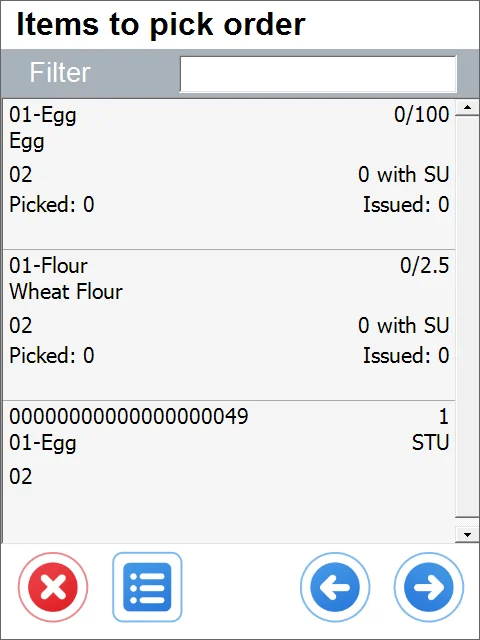 Items to pick order
Filter
01-Egg 0/100
Egg
02 0 with SU
Picked: 0 Issued: 0
01-Flour 0/2.5
Wheat Flour
02 0 with SU
Picked: 0 Issued: 0
00000000000000000049 1
01-Egg STU
02